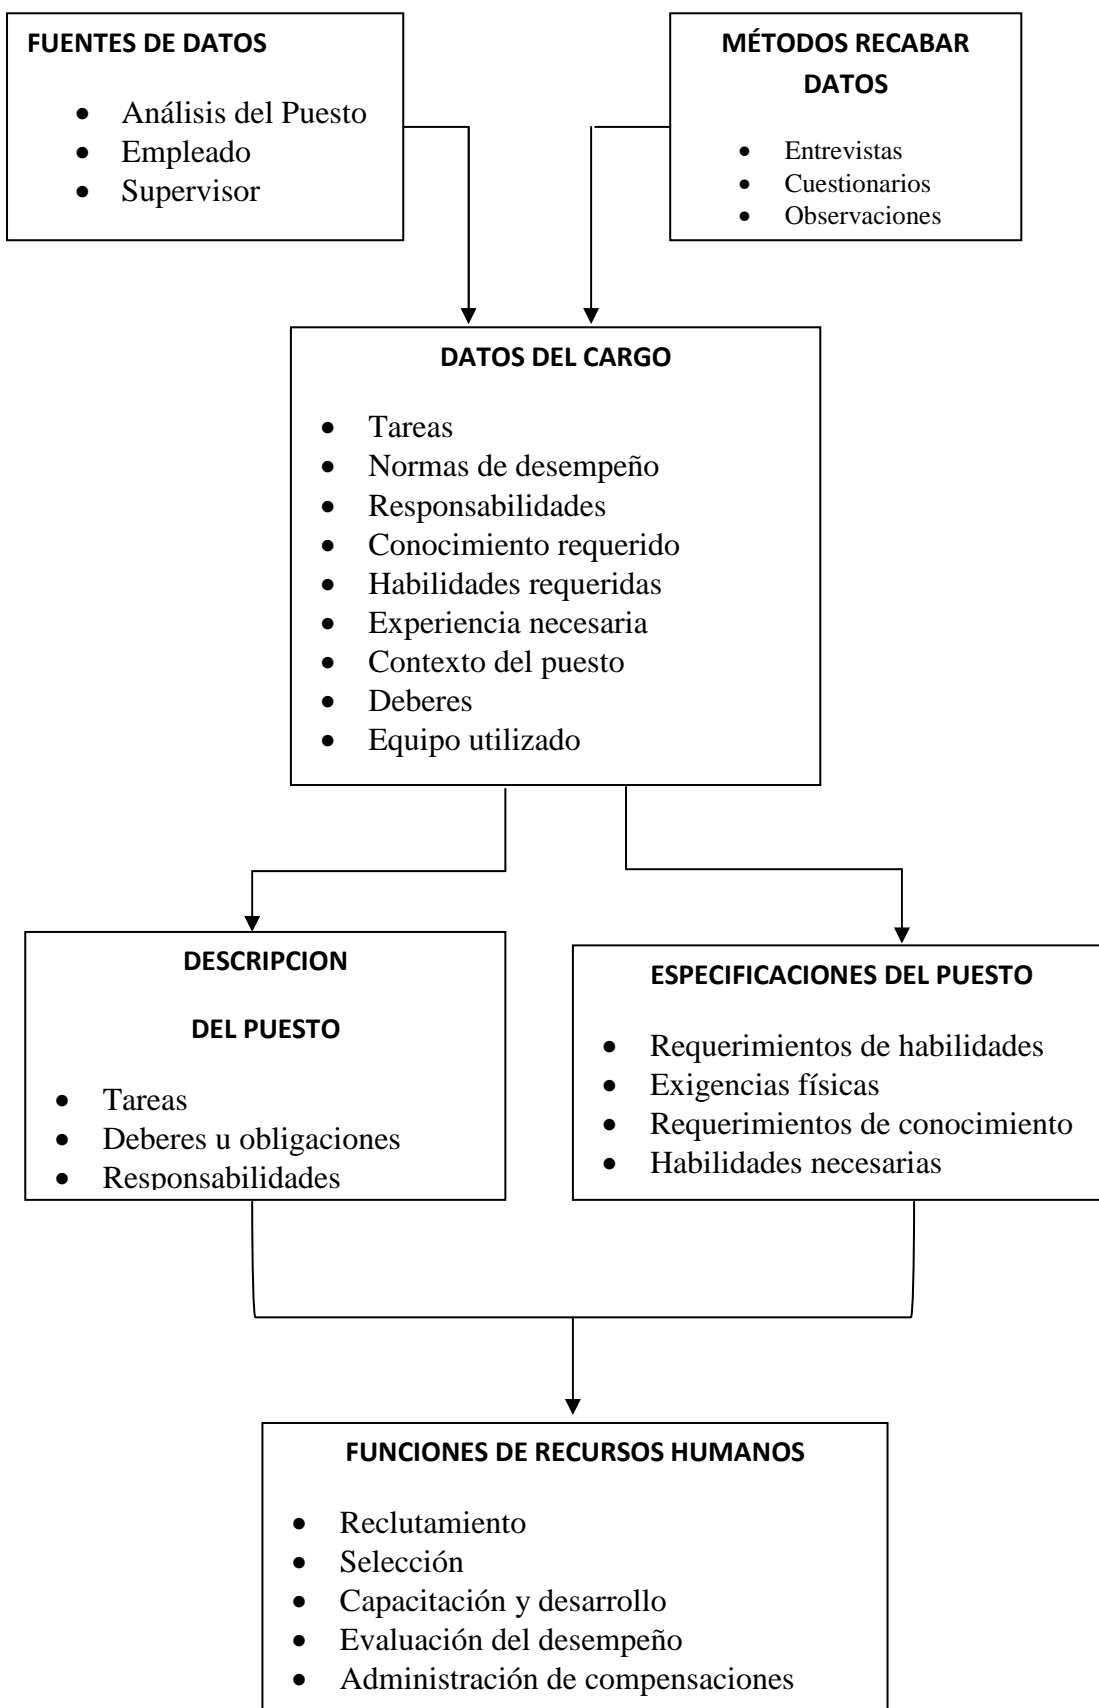 FUENTES DE DATOS
• Análisis del Puesto
• Empleado
• Supervisor
MÉTODOS RECABAR
DATOS
• Entrevistas
• Cuestionarios
• Observaciones
DATOS DEL CARGO
• Tareas
• Normas de desempeño
• Responsabilidades
• Conocimiento requerido
• Habilidades requeridas
• Experiencia necesaria
• Contexto del puesto
• Deberes
• Equipo utilizado
DESCRIPCION
DEL PUESTO
• Tareas
• Deberes u obligaciones
• Responsabilidades
ESPECIFICACIONES DEL PUESTO
• Requerimientos de habilidades
• Exigencias físicas
• Requerimientos de conocimiento
• Habilidades necesarias
FUNCIONES DE RECURSOS HUMANOS
• Reclutamiento
• Selección
• Capacitación y desarrollo
• Evaluación del desempeño
• Administración de compensaciones